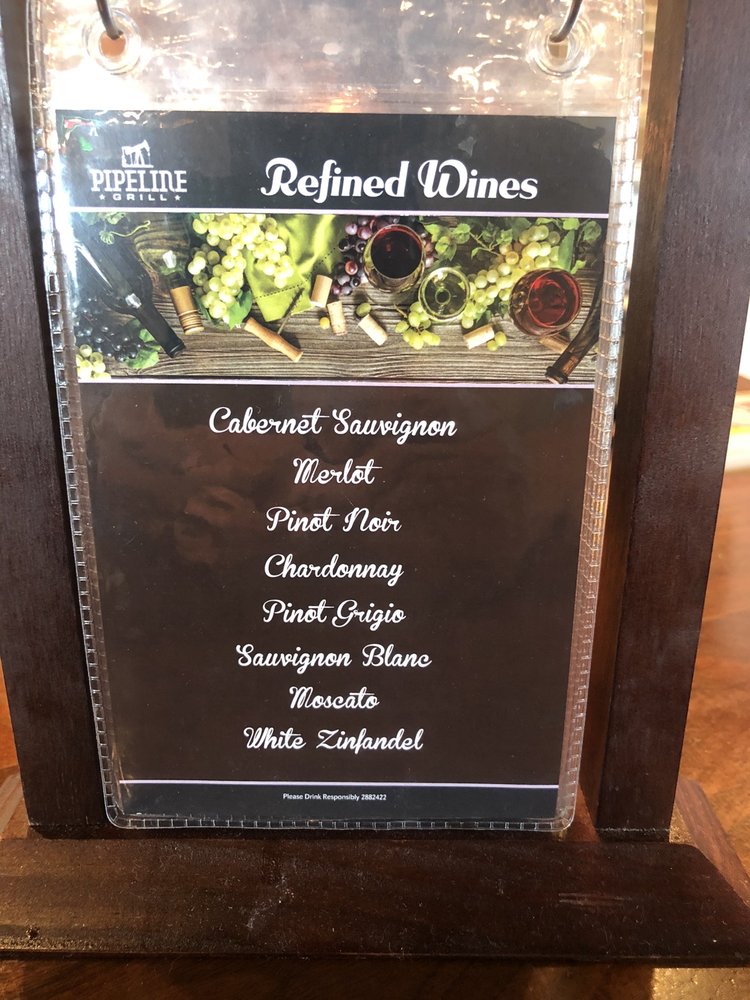 PIPELINE
GRILL
Refined Wines
Cabernet Sauvignon
Merlot
Pinot Noir
Chardonnay
Pinot Grigio
Sauvignon Blanc
Moscato
White Zinfandel
Please Drink Responsibly 2882422